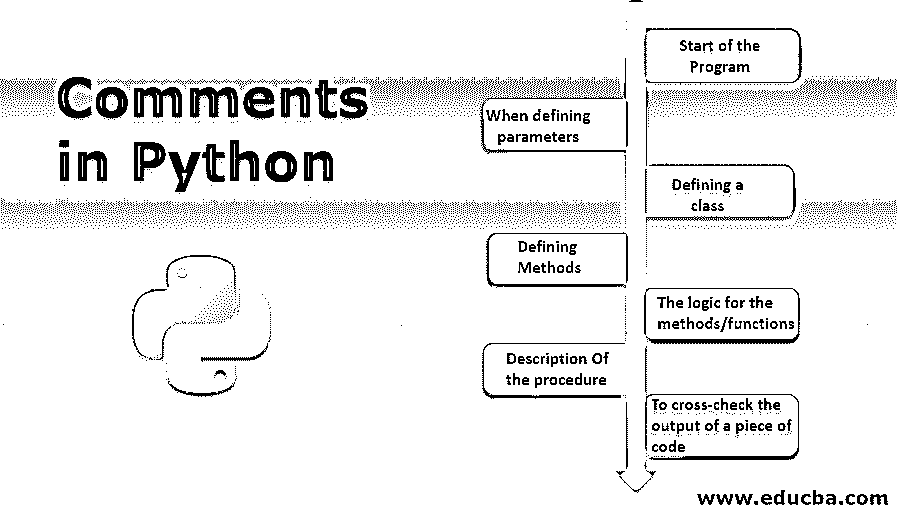 Comments
in Python
Start of the
Program
When defining
parameters
Defining a
class
Defining
Methods
The logic for the
methods/functions
Description Of
the procedure
To cross-check the
output of a piece of
code
www.educba.com